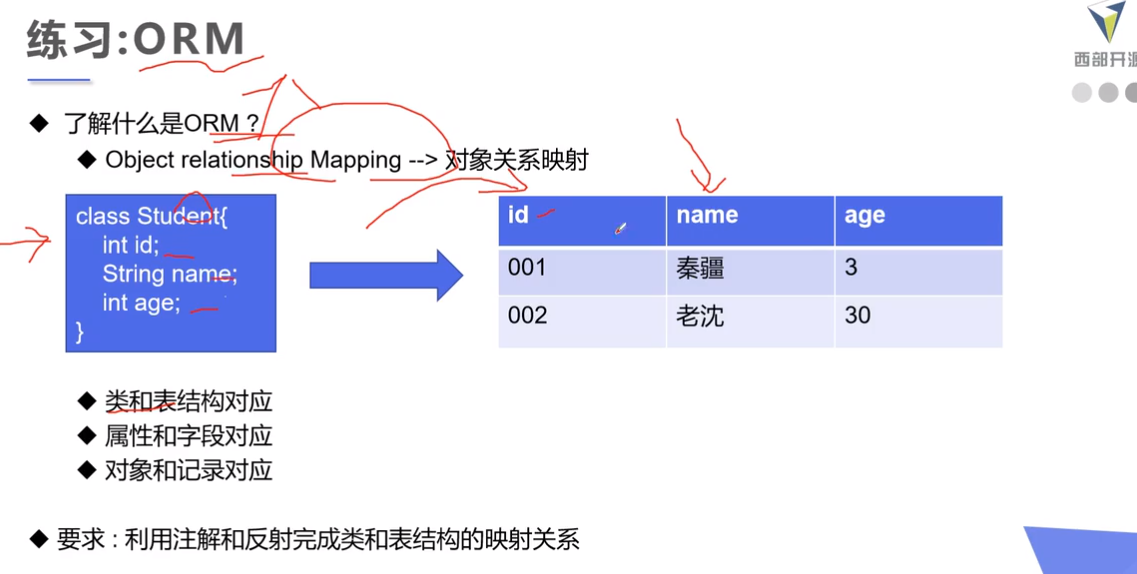 练习:ORM
西部开源
◆ 了解什么是ORM？
◆ Object relationship Mapping --> 对象关系映射
class Student{
int id;
String name;
int age;
}
id name age
001 秦疆 3
002 老沈 30
◆ 类和表结构对应
◆ 属性和字段对应
◆ 对象和记录对应
◆ 要求 : 利用注解和反射完成类和表结构的映射关系